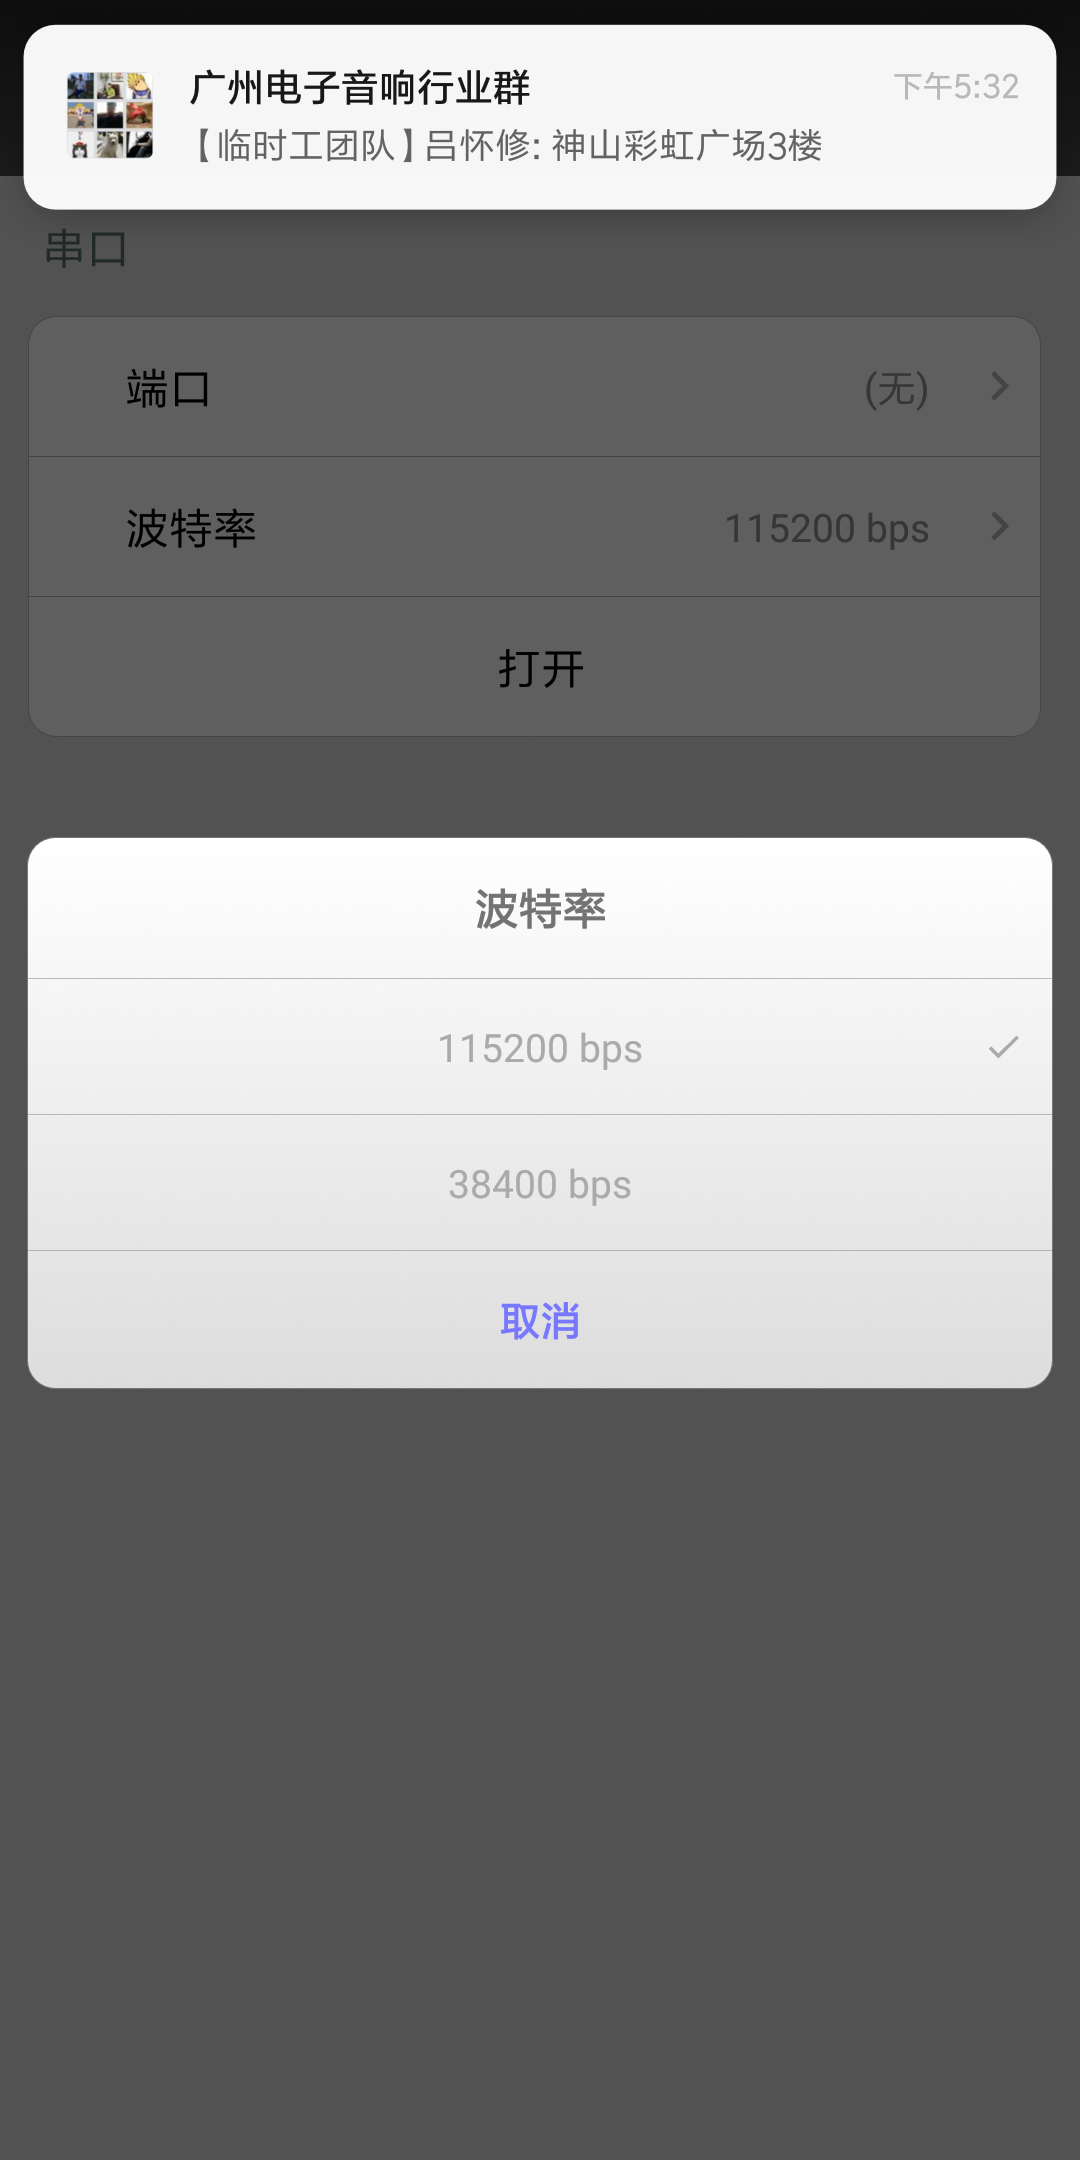 广州电子音响行业群
下午5:32
【临时工团队】吕怀修: 神山彩虹广场3楼
串口
端口
(无)
波特率
115200 bps
打开
波特率
115200 bps
38400 bps
取消